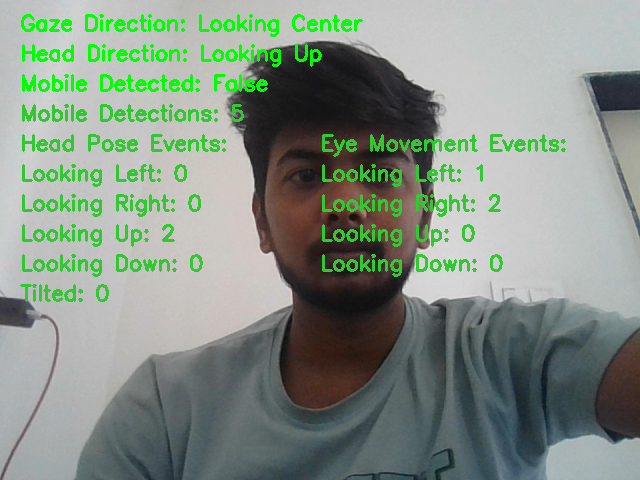 Gaze Direction: Looking Center
Head Direction: Looking Up
Mobile Detected: False
Mobile Detections: 5
Head Pose Events:
Looking Left: 0
Looking Right: 0
Looking Up: 2
Looking Down: 0
Tilted: 0
Eye Movement Events:
Looking Left: 1
Looking Right: 2
Looking Up: 0
Looking Down: 0